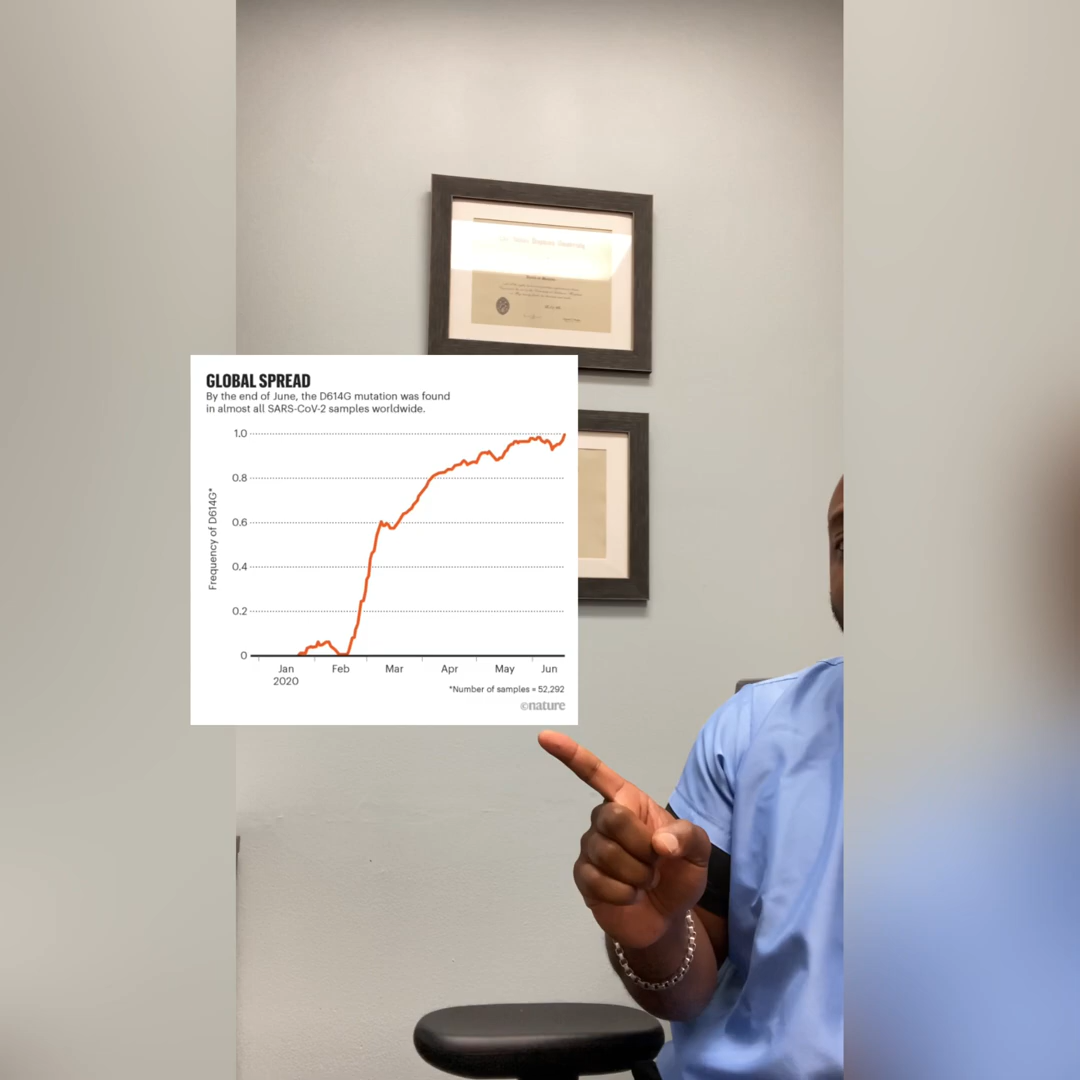 GLOBAL SPREAD
By the end of June, the D614G mutation was found
in almost all SARS-CoV-2 samples worldwide.
Frequency of D614G*
1.0
0.8
0.6
0.4
0.2
0
Jan Feb Mar Apr May Jun
2020
*Number of samples = 52,292
©nature